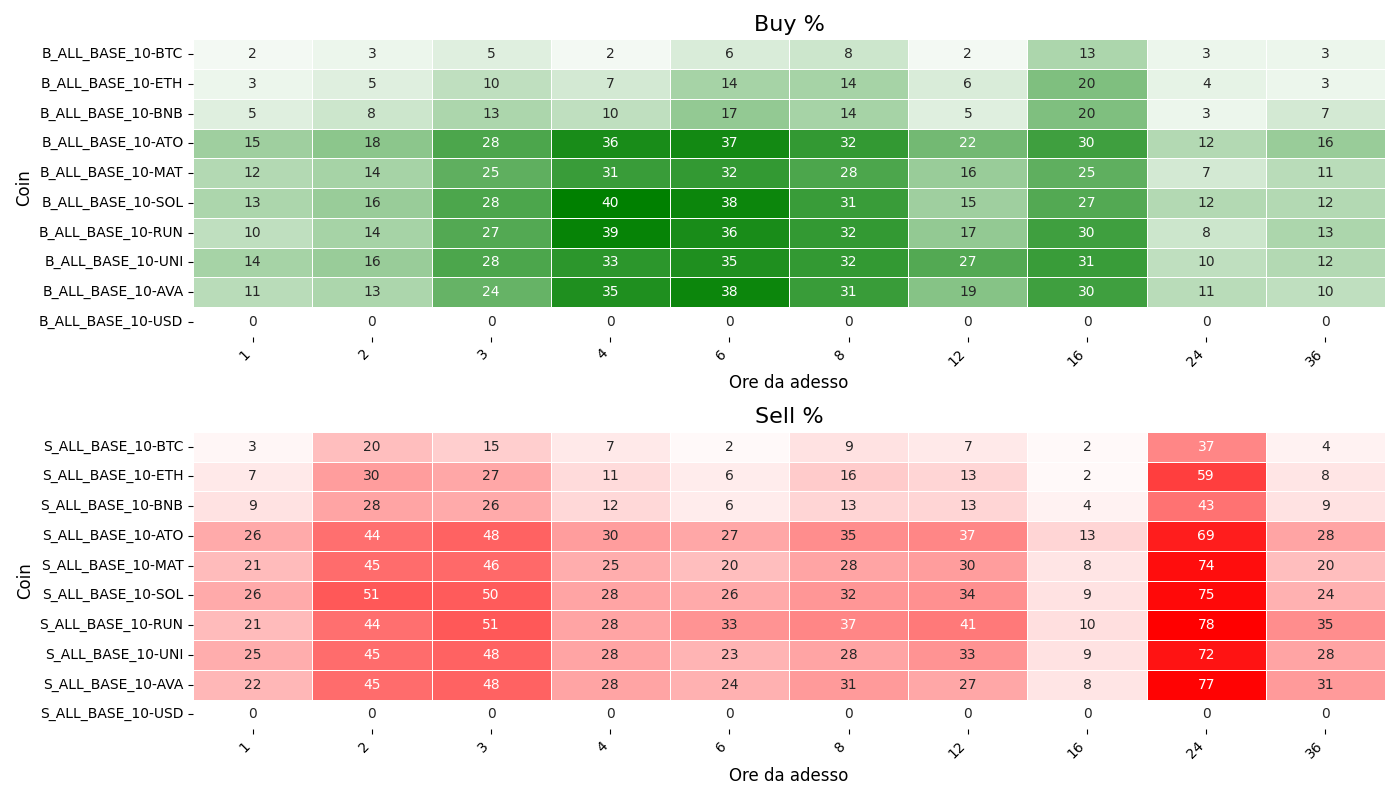 Buy %
Coin
B_ALL_BASE_10-BTC 2 3 5 2 6 8 2 13 3 3
B_ALL_BASE_10-ETH 3 5 10 7 14 14 6 20 4 3
B_ALL_BASE_10-BNB 5 8 13 10 17 14 5 20 3 7
B_ALL_BASE_10-ATO 15 18 28 36 37 32 22 30 12 16
B_ALL_BASE_10-MAT 12 14 25 31 32 28 16 25 7 11
B_ALL_BASE_10-SOL 13 16 28 40 38 31 15 27 12 12
B_ALL_BASE_10-RUN 10 14 27 39 36 32 17 30 8 13
B_ALL_BASE_10-UNI 14 16 28 33 35 32 27 31 10 12
B_ALL_BASE_10-AVA 11 13 24 35 38 31 19 30 11 10
B_ALL_BASE_10-USD 0 0 0 0 0 0 0 0 0 0
1 2 3 4 6 8 12 16 24 36
Ore da adesso
Sell %
Coin
S_ALL_BASE_10-BTC 3 20 15 7 2 9 7 2 37 4
S_ALL_BASE_10-ETH 7 30 27 11 6 16 13 2 59 8
S_ALL_BASE_10-BNB 9 28 26 12 6 13 13 4 43 9
S_ALL_BASE_10-ATO 26 44 48 30 27 35 37 13 69 28
S_ALL_BASE_10-MAT 21 45 46 25 20 28 30 8 74 20
S_ALL_BASE_10-SOL 26 51 50 28 26 32 34 9 75 24
S_ALL_BASE_10-RUN 21 44 51 28 33 37 41 10 78 35
S_ALL_BASE_10-UNI 25 45 48 28 23 28 33 9 72 28
S_ALL_BASE_10-AVA 22 45 48 28 24 31 27 8 77 31
S_ALL_BASE_10-USD 0 0 0 0 0 0 0 0 0 0
1 2 3 4 6 8 12 16 24 36
Ore da adesso